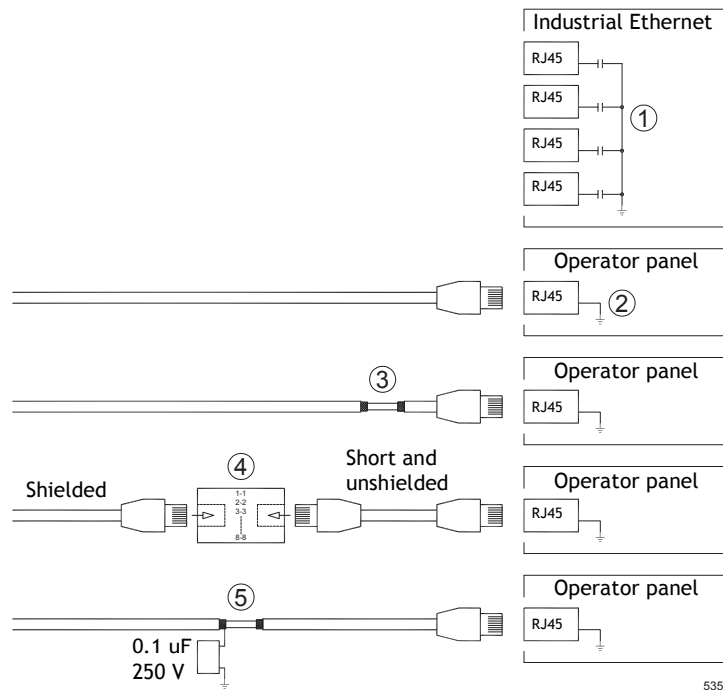 Industrial Ethernet
RJ45
RJ45
RJ45
RJ45
1
Operator panel
RJ45
2
3
Operator panel
RJ45
Shielded
4
1-1
2-2
3-3
8-8
Short and
unshielded
Operator panel
RJ45
5
0.1 uF
250 V
Operator panel
RJ45
535